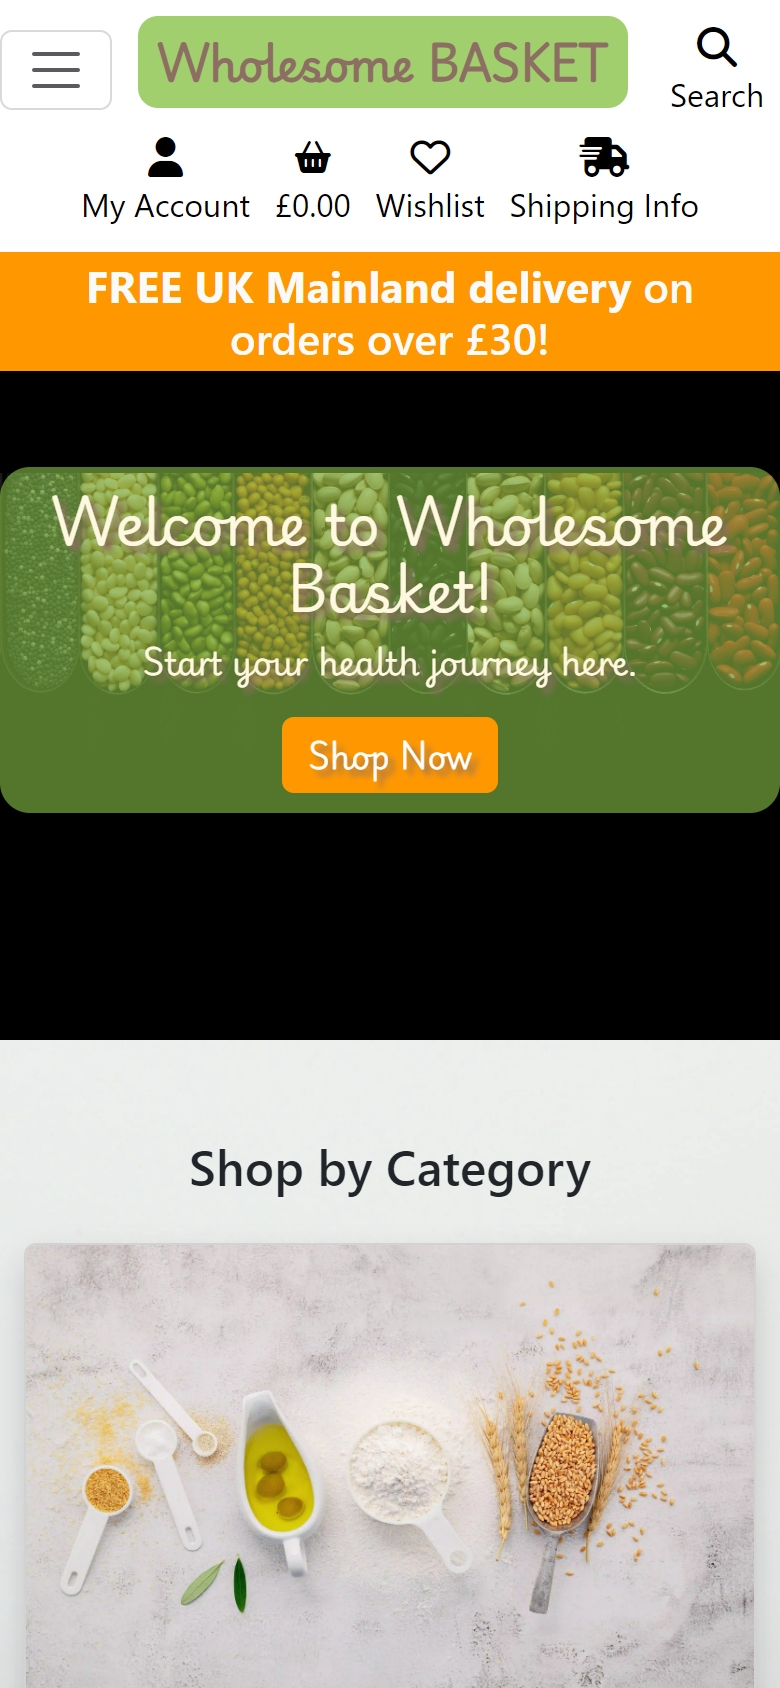 Wholesome BASKET
Search
My Account £0.00 Wishlist Shipping Info
FREE UK Mainland delivery on
orders over £30!
Welcome to Wholesome
Basket!
Start your health journey here.
Shop Now
Shop by Category